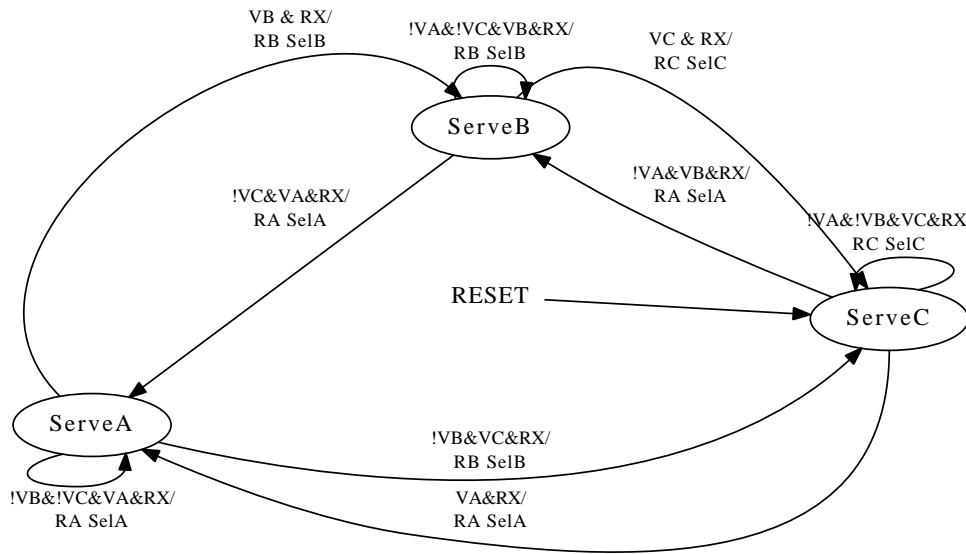 VB & RX/
RB SelB
!VA&!VC&VB&RX/
RB SelB
VC & RX/
RC SelC
ServeB
!VC&VA&RX/
RA SelA
!VA&VB&RX/
RA SelA
!VA&!VB&VC&RX
RC SelC
RESET
ServeC
ServeA
!VB&VC&RX/
RB SelB
!VB&!VC&VA&RX/
RA SelA
VA&RX/
RA SelA